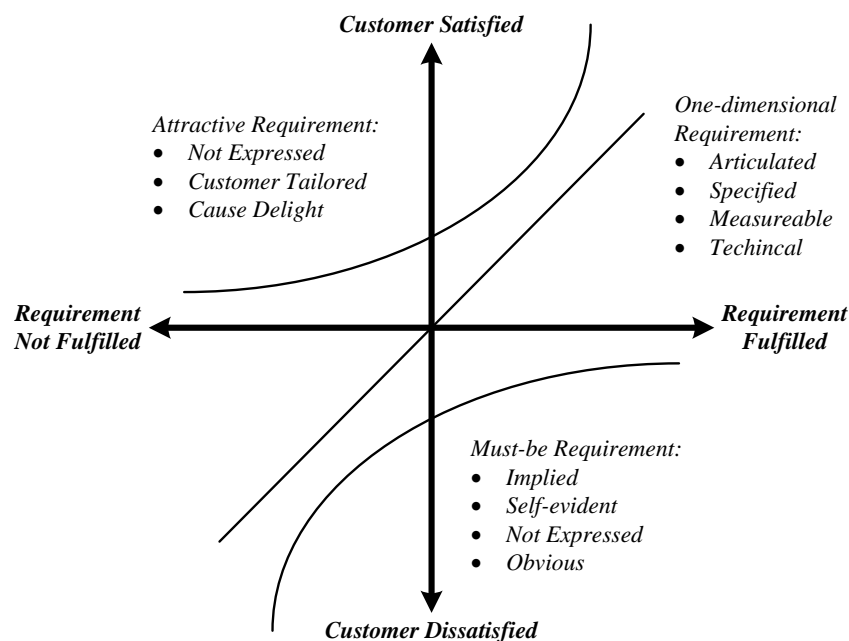 Customer Satisfied
Attractive Requirement:
• Not Expressed
• Customer Tailored
• Cause Delight
One-dimensional
Requirement:
• Articulated
• Specified
• Measureable
• Techincal
Requirement
Not Fulfilled
Requirement
Fulfilled
Must-be Requirement:
• Implied
• Self-evident
• Not Expressed
• Obvious
Customer Dissatisfied